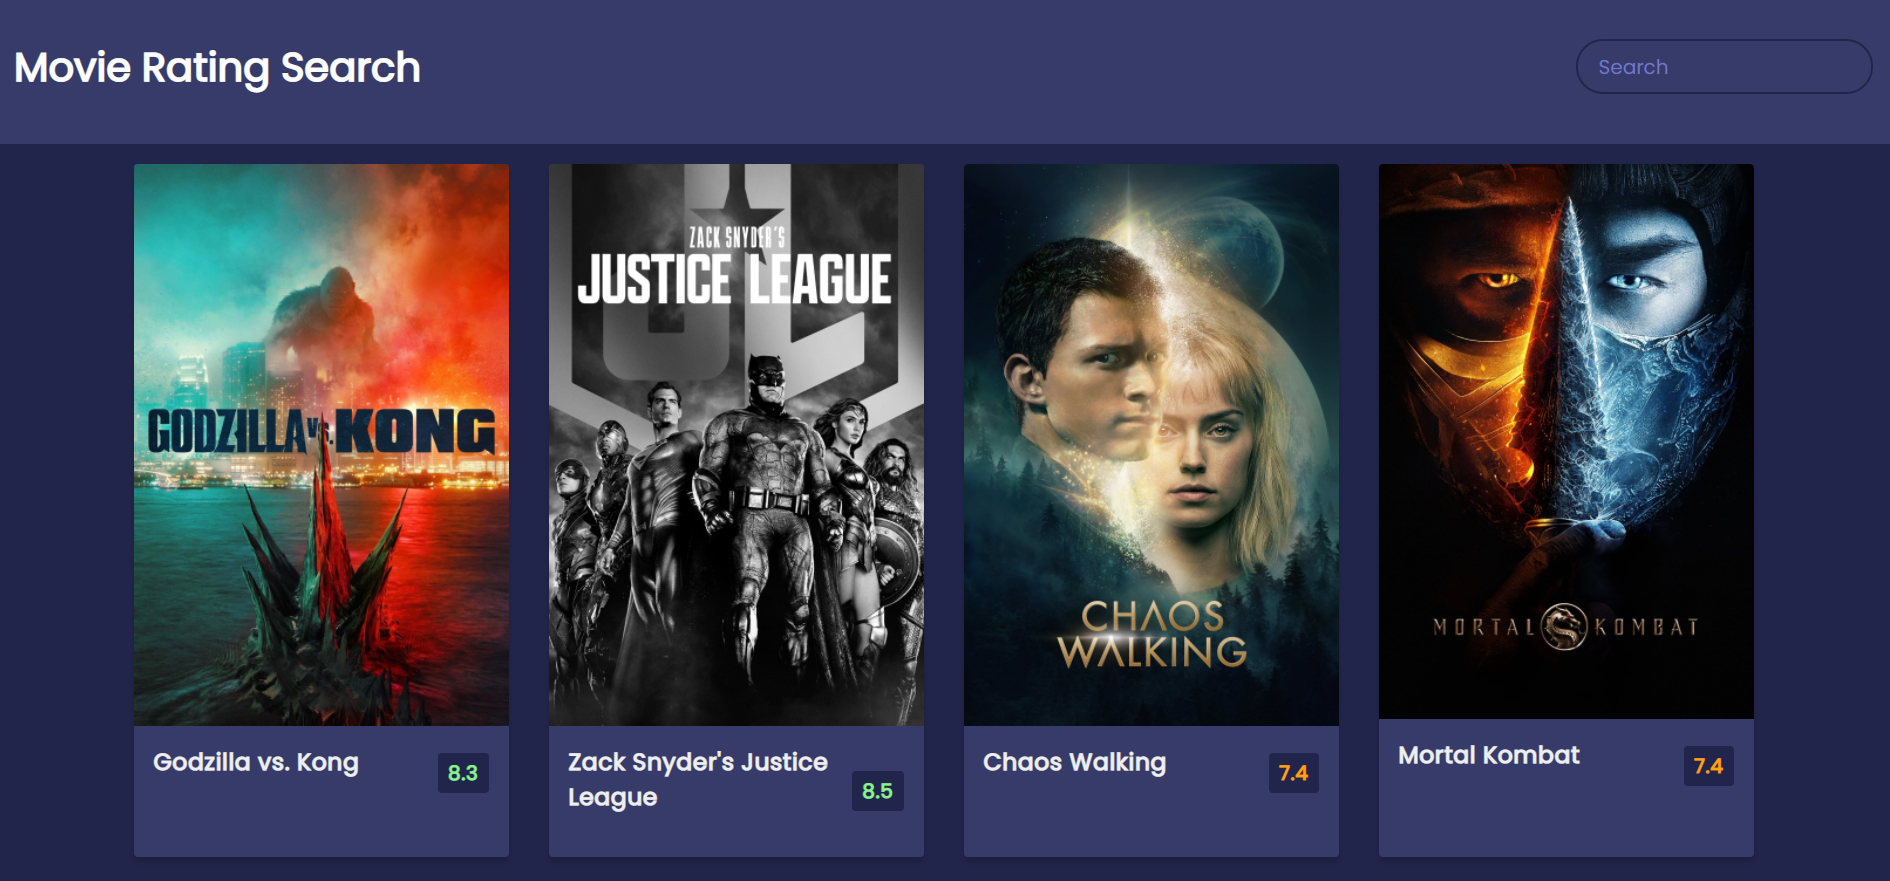 Movie Rating Search
Search
GODZILLA vs. KONG
ZACK SNYDER'S
JUSTICE LEAGUE
CHAOS
WALKING
MORTAL KOMBAT
Godzilla vs. Kong
8.3
Zack Snyder's Justice
League
8.5
Chaos Walking
7.4
Mortal Kombat
7.4